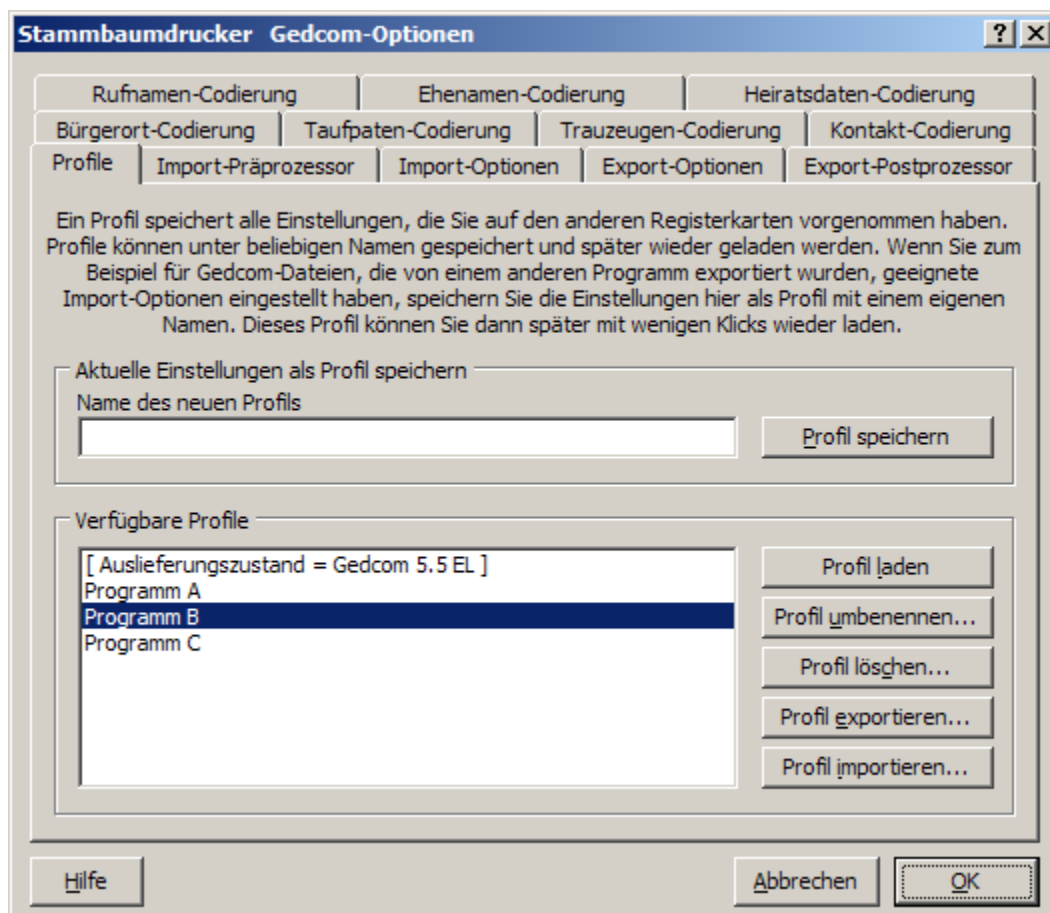 Stammbaumdrucker Gedcom-Optionen
Rufnamen-Codierung
Ehenamen-Codierung
Heiratsdaten-Codierung
Bürgerort-Codierung
Taufpaten-Codierung
Trauzeugen-Codierung
Kontakt-Codierung
Profile
Import-Präprozessor
Import-Optionen
Export-Optionen
Export-Postprozessor
Ein Profil speichert alle Einstellungen, die Sie auf den anderen Registerkarten vorgenommen haben.
Profile können unter beliebigen Namen gespeichert und später wieder geladen werden. Wenn Sie zum
Beispiel für Gedcom-Dateien, die von einem anderen Programm exportiert wurden, geeignete
Import-Optionen eingestellt haben, speichern Sie die Einstellungen hier als Profil mit einem eigenen
Namen. Dieses Profil können Sie dann später mit wenigen Klicks wieder laden.
Aktuelle Einstellungen als Profil speichern
Name des neuen Profils
Profil speichern
Verfügbare Profile
[ Auslieferungszustand = Gedcom 5.5 EL ]
Programm A
Programm B
Programm C
Profil laden
Profil umbenennen...
Profil löschen...
Profil exportieren...
Profil importieren...
Hilfe
Abbrechen
OK